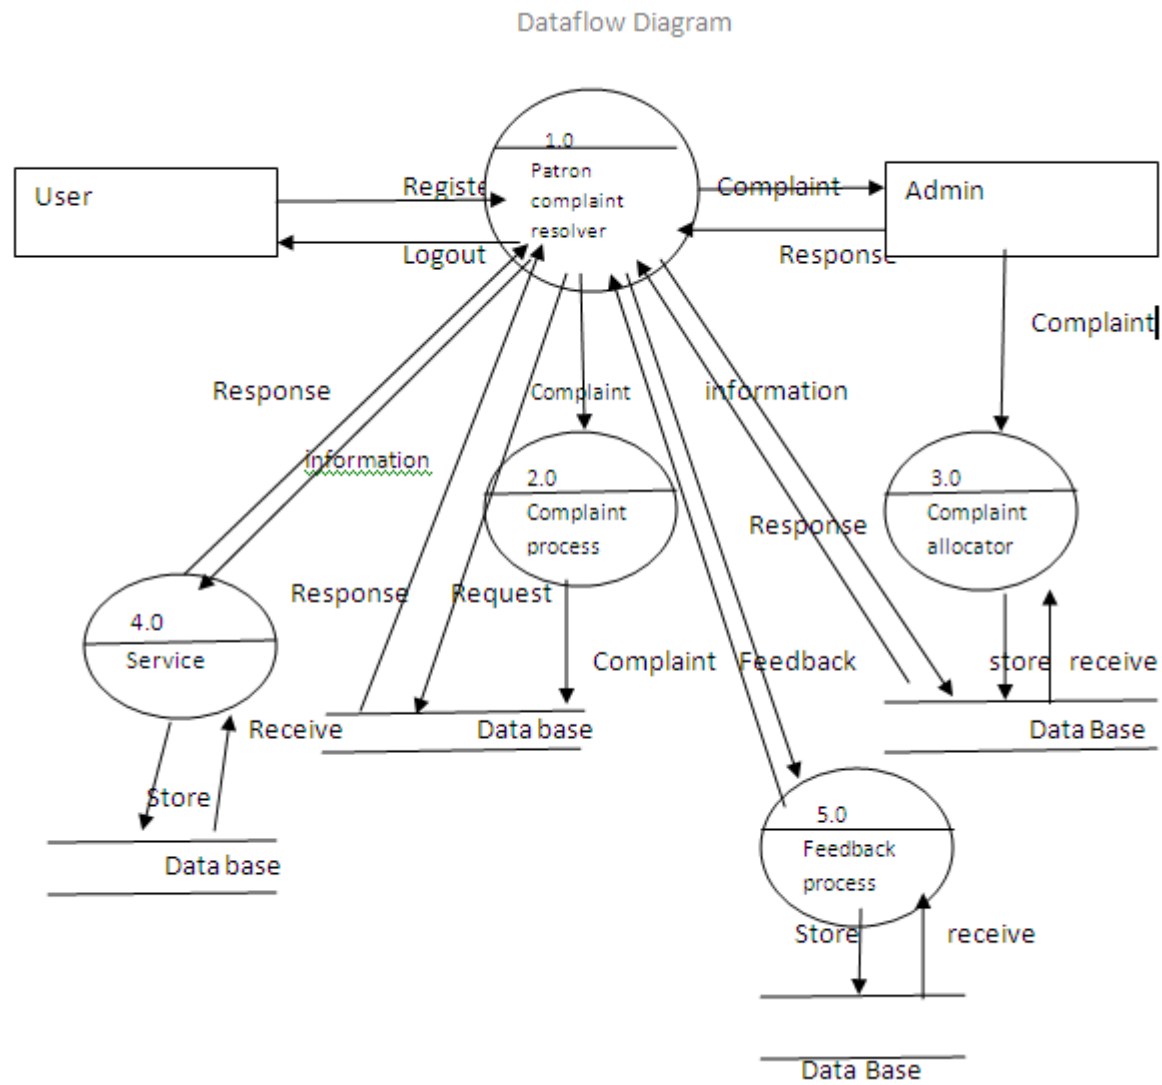 Dataflow Diagram
1.0
Patron
complaint
resolver
User
Registe
Logout
Complaint
Response
Admin
Complaint
Response
information
Complaint
information
2.0
Complaint
process
3.0
Complaint
allocator
Response
Response
Request
4.0
Service
Complaint
Feedback
store
receive
Receive
Data base
Data Base
Store
Data base
5.0
Feedback
process
Store
receive
Data Base